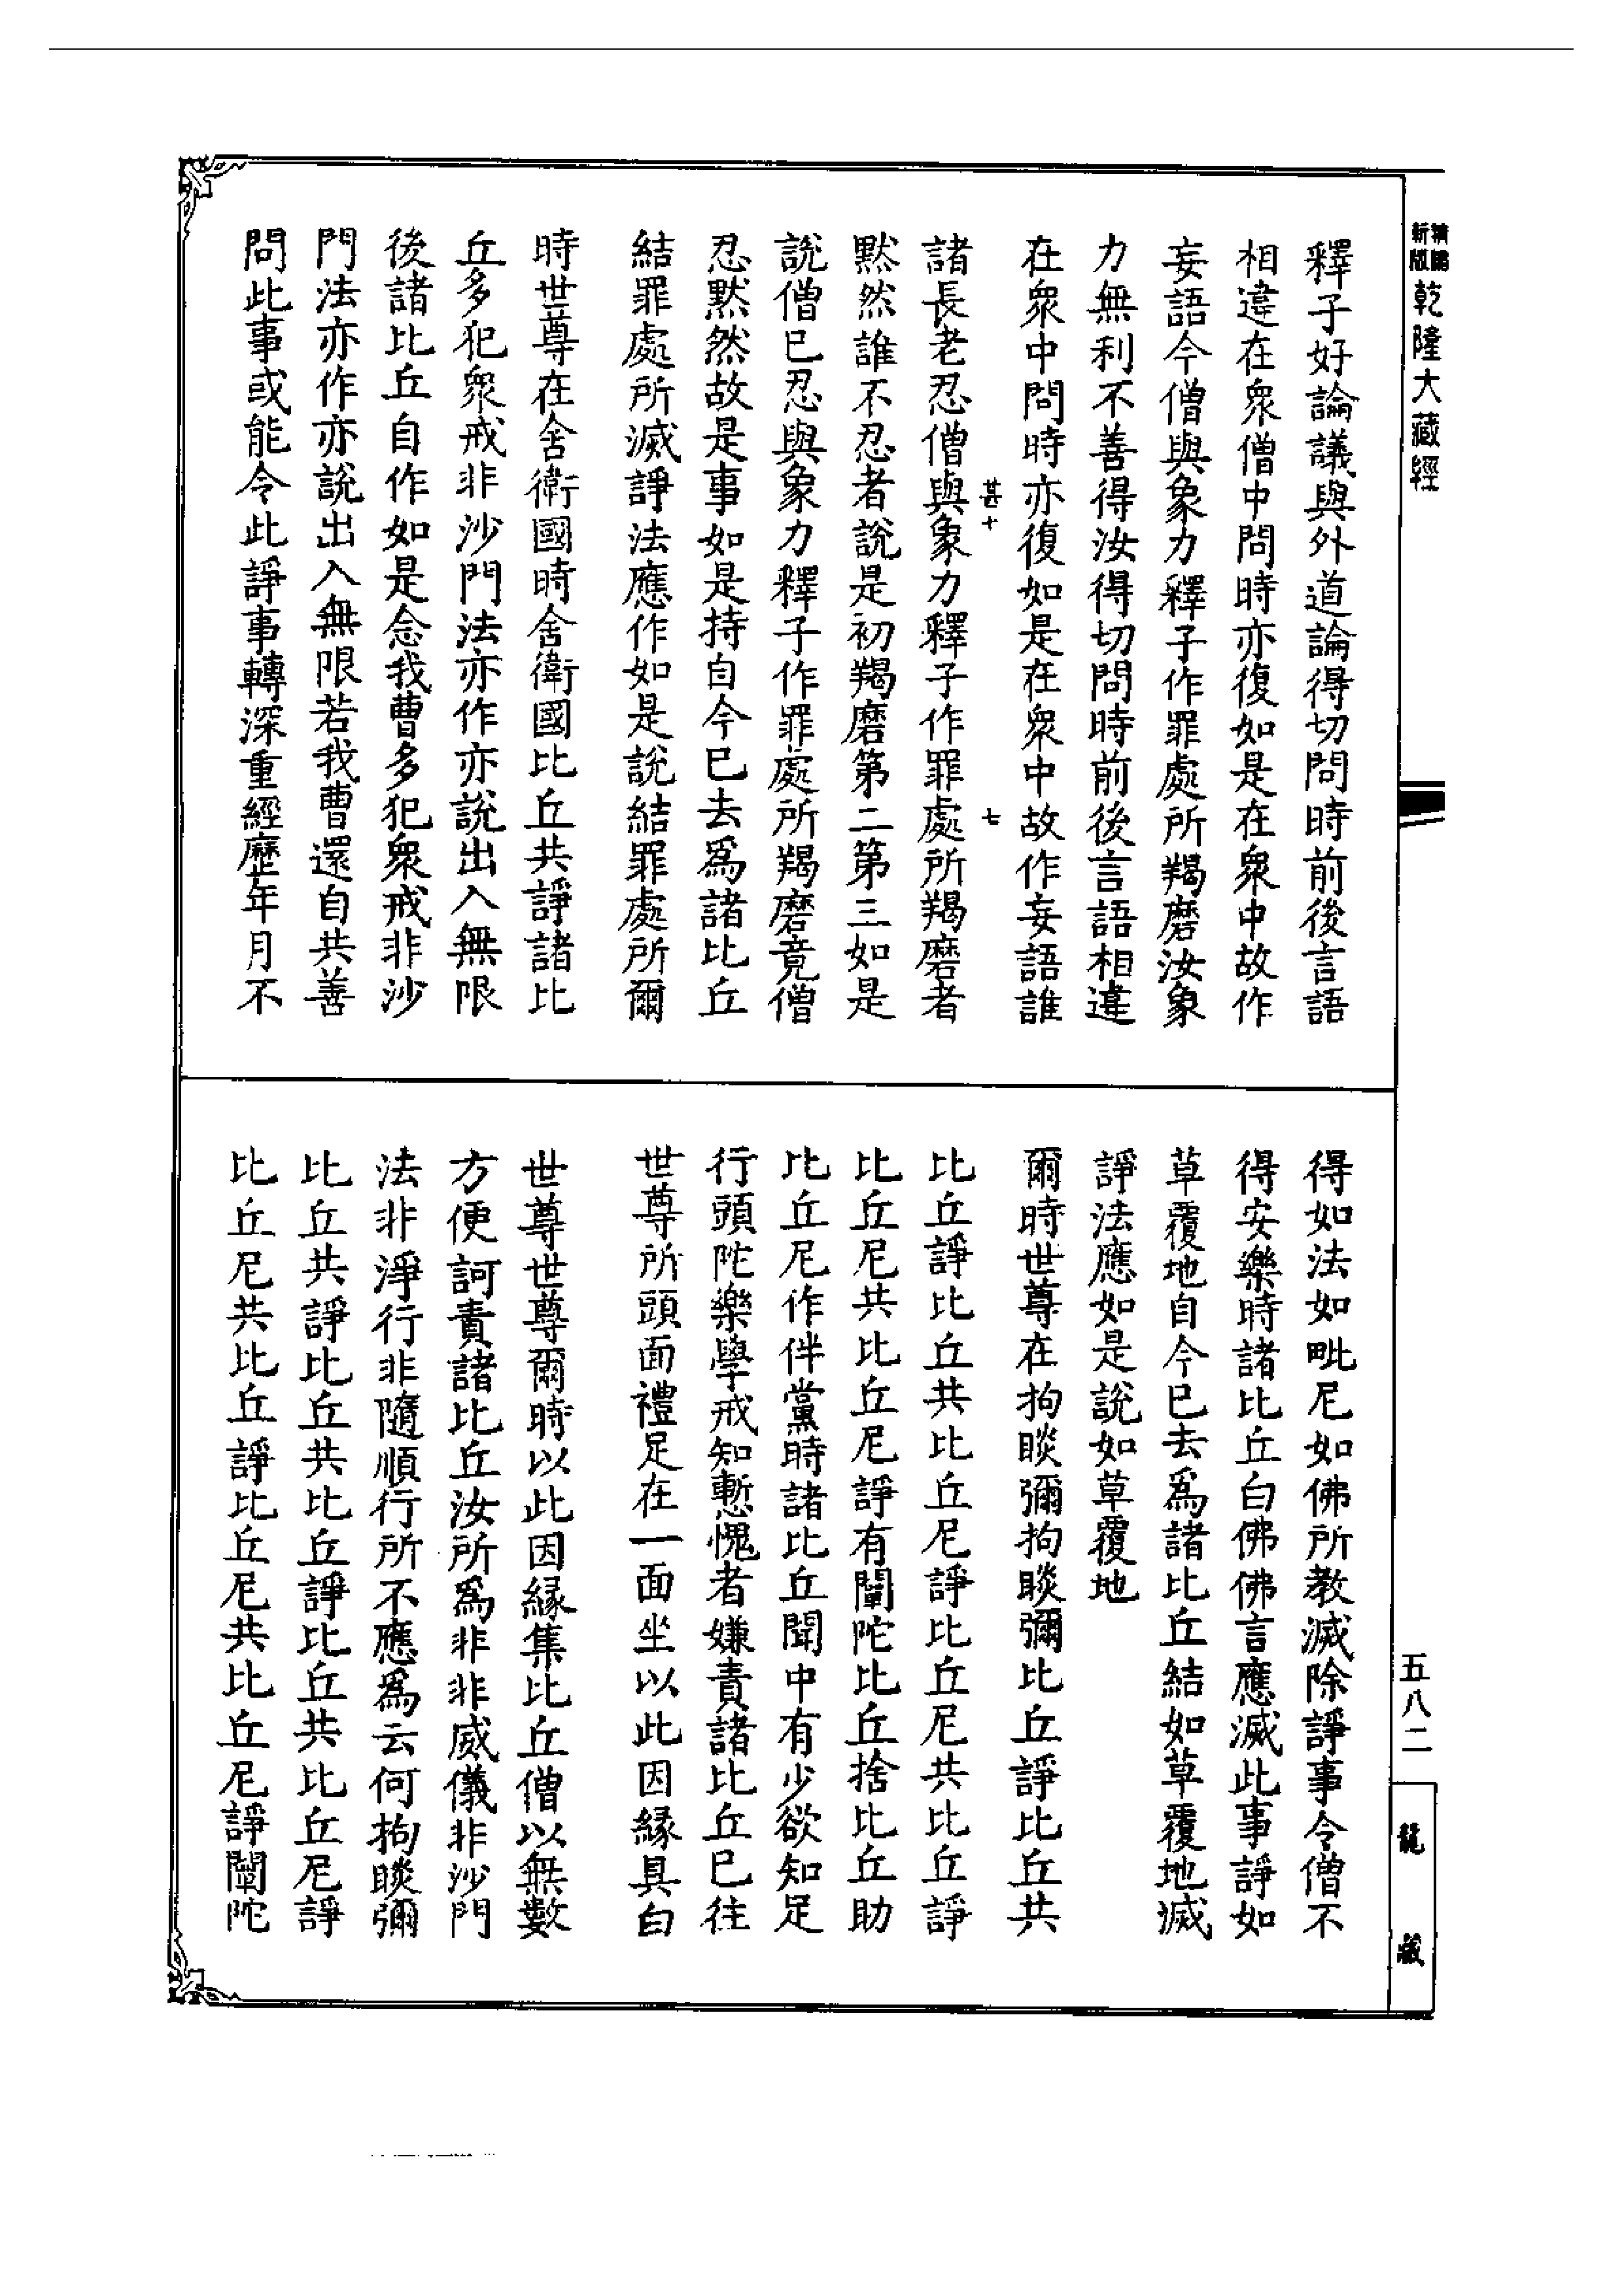 精鵬
新版
乾隆大藏經
釋子好論議與外道論得切問時前後言語
相違在衆僧中問時亦復如是在衆中故作
妄語今僧與象力釋子作罪處所羯磨汝象
力無利不善得汝得切問時前後言語相違
在衆中問時亦復如是在衆中故作妄語誰
甚十
七
諸長老忍僧與象力釋子作罪處所羯磨者
默然誰不忍者說是初羯磨第二第三如是
說僧已忍與象力釋子作罪處所羯磨竟僧
忍默然故是事如是持自今已去爲諸比丘
結罪處所滅諍法應作如是說結罪處所爾
時世尊在舍衛國時舍衛國比丘共諍諸比
丘多犯衆戒非沙門法亦作亦說出入無限
後諸比丘自作如是念我曹多犯衆戒非沙
門法亦作亦說出入無限若我曹還自共善
問此事或能令此諍事轉深重經歷年月不
得如法如毗尼如佛所教滅除諍事令僧不
得安樂時諸比丘白佛佛言應滅此事諍如
草覆地自今已去爲諸比丘結如草覆地滅
諍法應如是說如草覆地
爾時世尊在拘睒彌拘睒彌比丘諍比丘共
比丘諍比丘共比丘尼諍比丘尼共比丘諍
比丘尼共比丘尼諍有闡陀比丘捨比丘助
比丘尼作伴黨時諸比丘聞中有少欲知足
行頭陀樂學戒知慙愧者嫌責諸比丘已往
世尊所頭面禮足在一面坐以此因緣具白
世尊世尊爾時以此因緣集比丘僧以無數
方便訶責諸比丘汝所爲非非威儀非沙門
法非淨行非隨順行所不應爲云何拘睒彌
比丘共諍比丘共比丘諍比丘共比丘尼諍
比丘尼共比丘諍比丘尼共比丘尼諍闡陀
五八二
龍藏